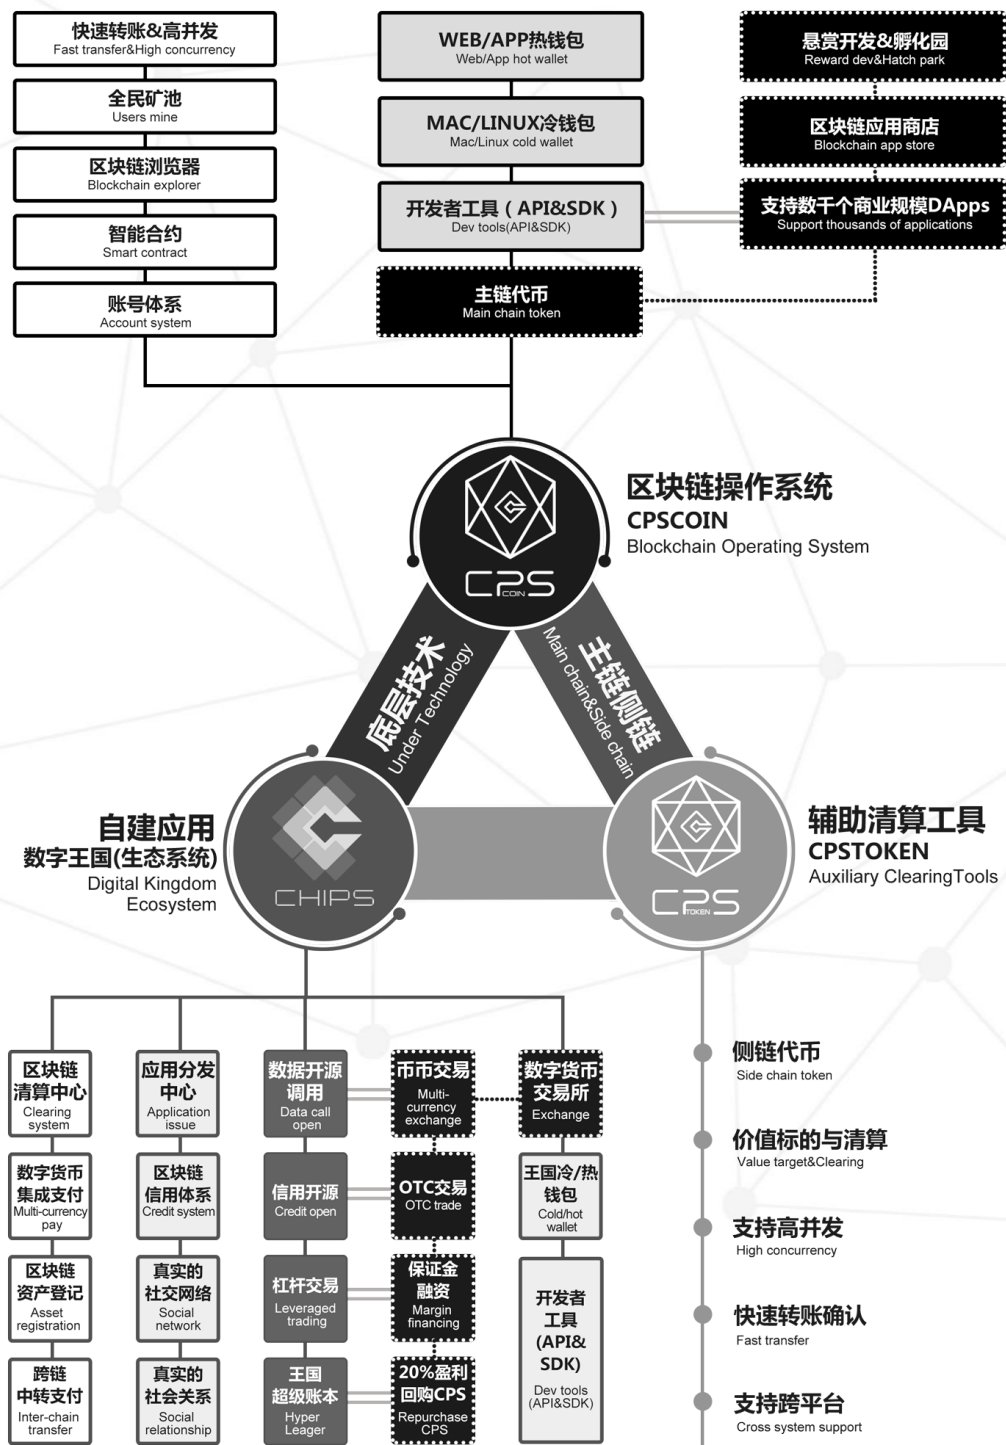 快速转账&高并发
Fast transfer&High concurrency
全民矿池
Users mine
区块链浏览器
Blockchain explorer
智能合约
Smart contract
账号体系
Account system
WEB/APP热钱包
Web/App hot wallet
MAC/LINUX冷钱包
Mac/Linux cold wallet
开发者工具（API&SDK）
Dev tools(API&SDK)
主链代币
Main chain token
悬赏开发&孵化园
Reward dev&Hatch park
区块链应用商店
Blockchain app store
支持数千个商业规模DApps
Support thousands of applications
CPS
COIN
区块链操作系统
CPSCOIN
Blockchain Operating System
底层技术
Under Technology
主链侧链
Main chain&Side chain
自建应用
数字王国(生态系统)
Digital Kingdom
Ecosystem
CHIPS
CPS
TOKEN
辅助清算工具
CPSTOKEN
Auxiliary ClearingTools
区块链
清算中心
Clearing
system
数字货币
集成支付
Multi-currency
pay
区块链
资产登记
Asset
registration
跨链
中转支付
Inter-chain
transfer
应用分发
中心
Application
issue
区块链
信用体系
Credit system
真实的
社交网络
Social
network
真实的
社会关系
Social
relationship
数据开源
调用
Data call
open
信用开源
Credit open
杠杆交易
Leveraged
trading
王国
超级账本
Hyper
Leager
币币交易
Multi-
currency
exchange
OTC交易
OTC trade
保证金
融资
Margin
financing
20%盈利
回购CPS
Repurchase
CPS
数字货币
交易所
Exchange
王国冷/热
钱包
Cold/hot
wallet
开发者
工具
(API&
SDK)
Dev tools
(API&SDK)
侧链代币
Side chain token
价值标的与清算
Value target&Clearing
支持高并发
High concurrency
快速转账确认
Fast transfer
支持跨平台
Cross system support